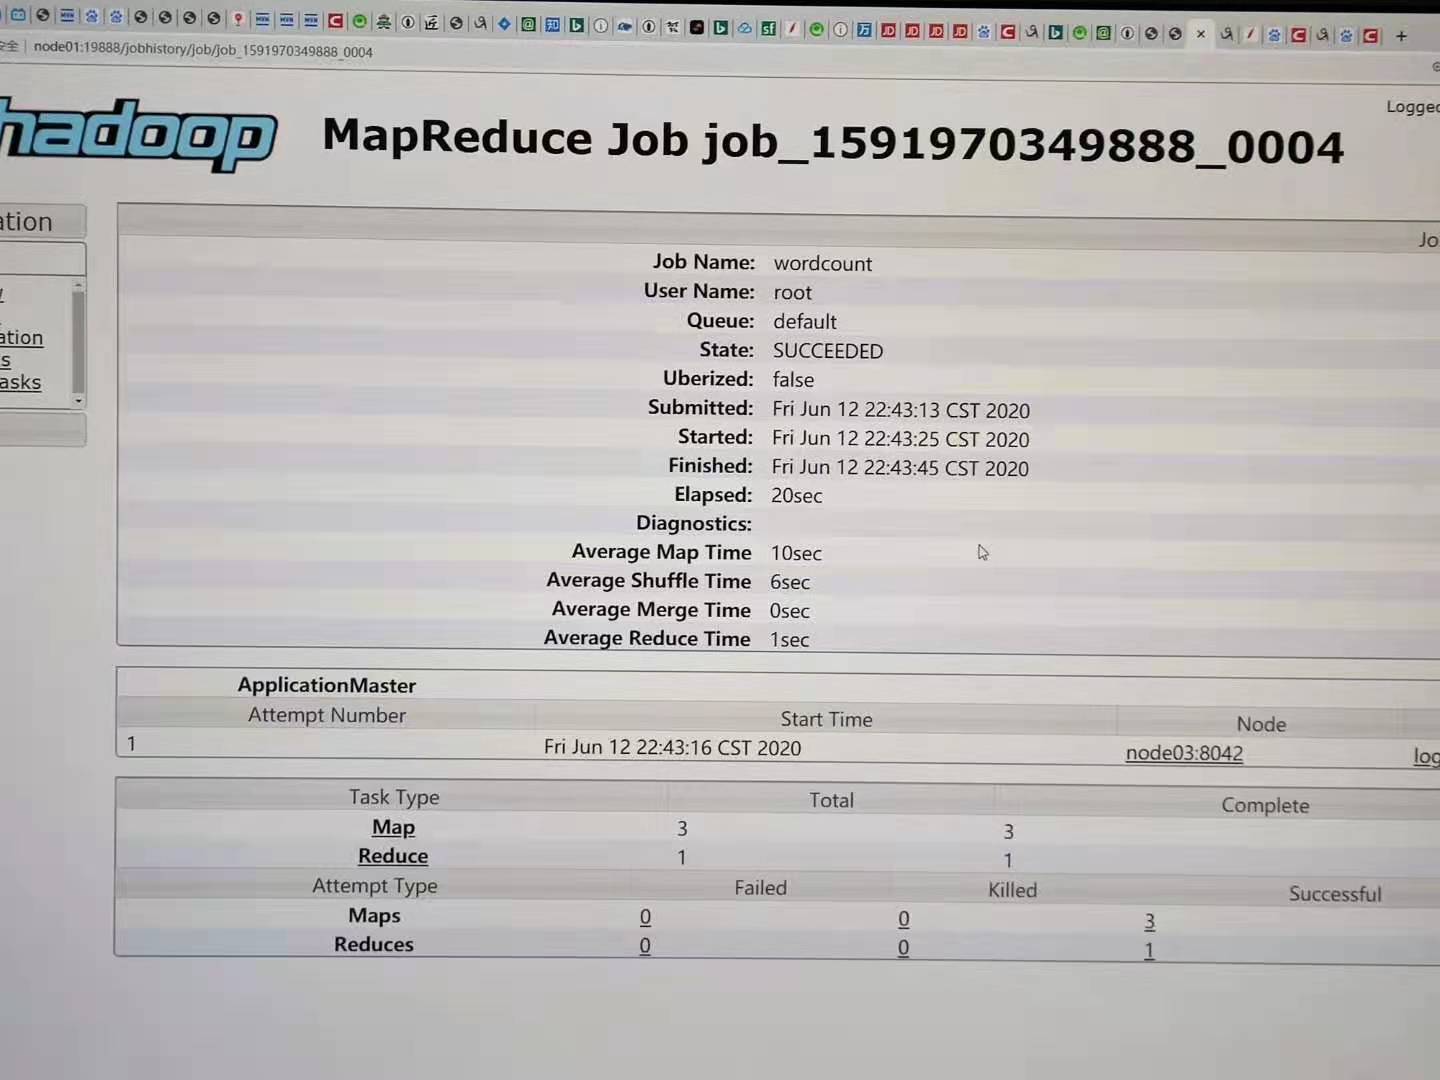 安全 node01:19888/jobhistory/job/job_1591970349888_0004
hadoop
MapReduce Job job_1591970349888_0004
Logged
ation
ation
s
asks
Jo
Job Name: wordcount
User Name: root
Queue: default
State: SUCCEEDED
Uberized: false
Submitted: Fri Jun 12 22:43:13 CST 2020
Started: Fri Jun 12 22:43:25 CST 2020
Finished: Fri Jun 12 22:43:45 CST 2020
Elapsed: 20sec
Diagnostics:
Average Map Time 10sec
Average Shuffle Time 6sec
Average Merge Time 0sec
Average Reduce Time 1sec
ApplicationMaster
Attempt Number Start Time Node
1 Fri Jun 12 22:43:16 CST 2020 node03:8042 log
Task Type Total Complete
Map 3 3
Reduce 1 1
Attempt Type Failed Killed Successful
Maps 0 0 3
Reduces 0 0 1